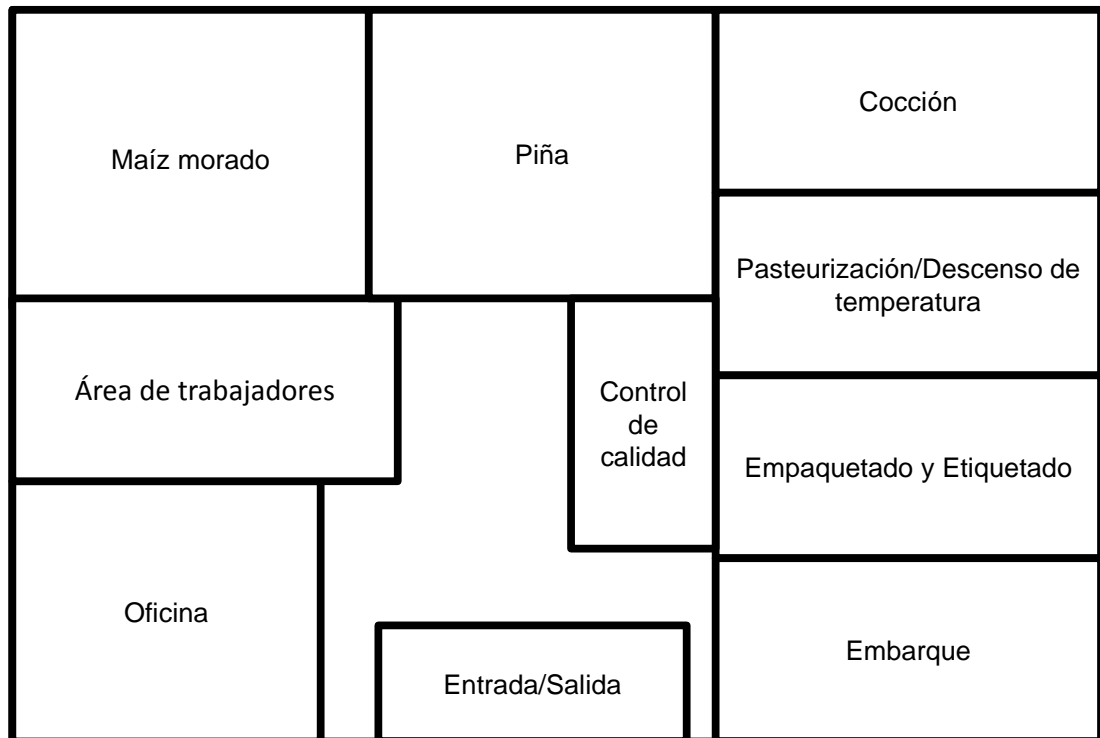 Maíz morado
Piña
Cocción
Pasteurización/Descenso de
temperatura
Área de trabajadores
Control
de
calidad
Empaquetado y Etiquetado
Oficina
Entrada/Salida
Embarque